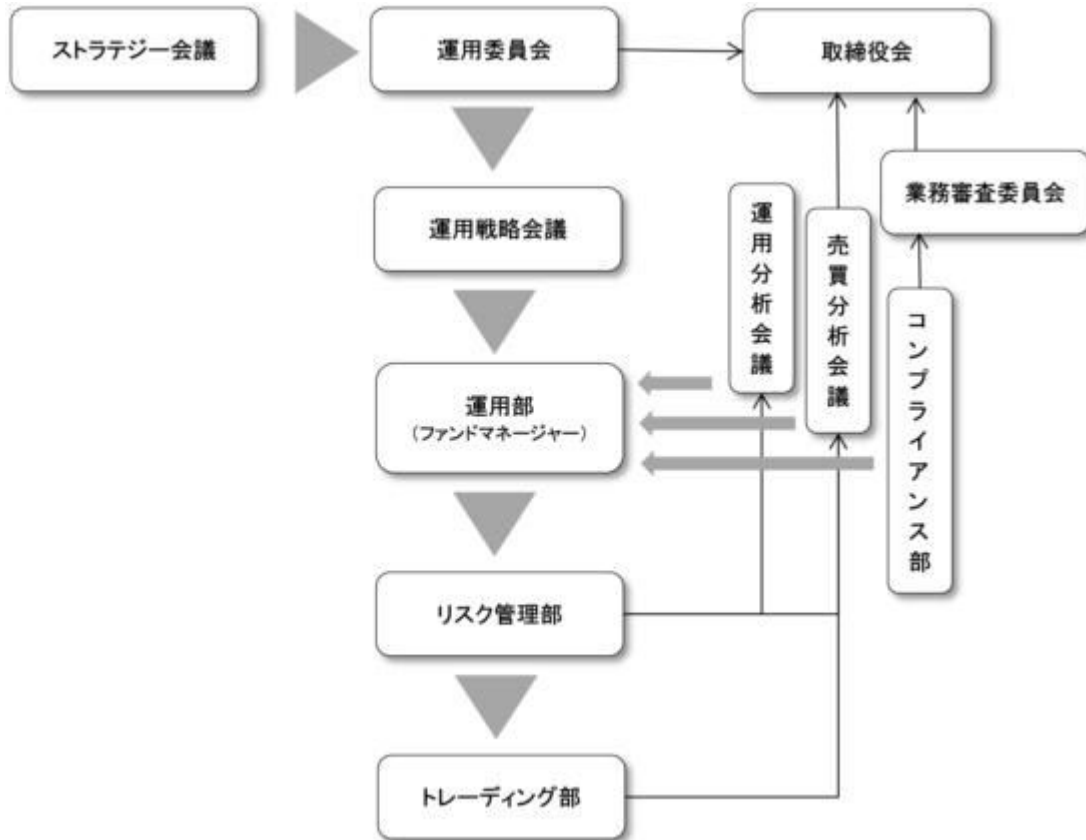 ストラテジー会議
運用委員会
取締役会
業務審査委員会
運用戦略会議
運用分析会議
売買分析会議
コンプライアンス部
運用部
(ファンドマネージャー)
リスク管理部
トレーディング部